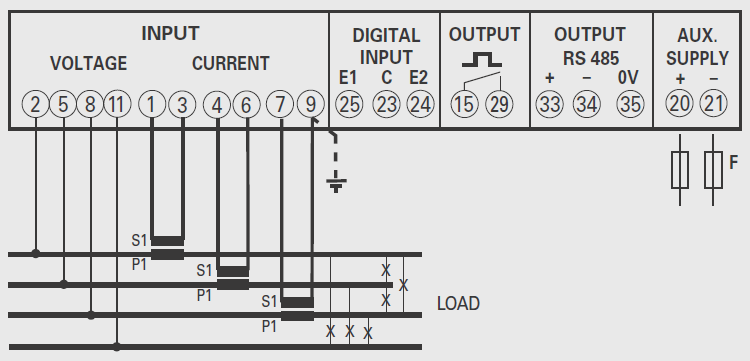 INPUT
VOLTAGE CURRENT
2 5 8 11 1 3 4 6 7 9
DIGITAL
INPUT
E1 C E2
25 23 24
OUTPUT
15 29
OUTPUT
RS 485
+ – 0V
33 34 35
AUX.
SUPPLY
+ –
20 21
F
S1
P1
S1
P1
S1
P1
X
X
X
X X X
LOAD